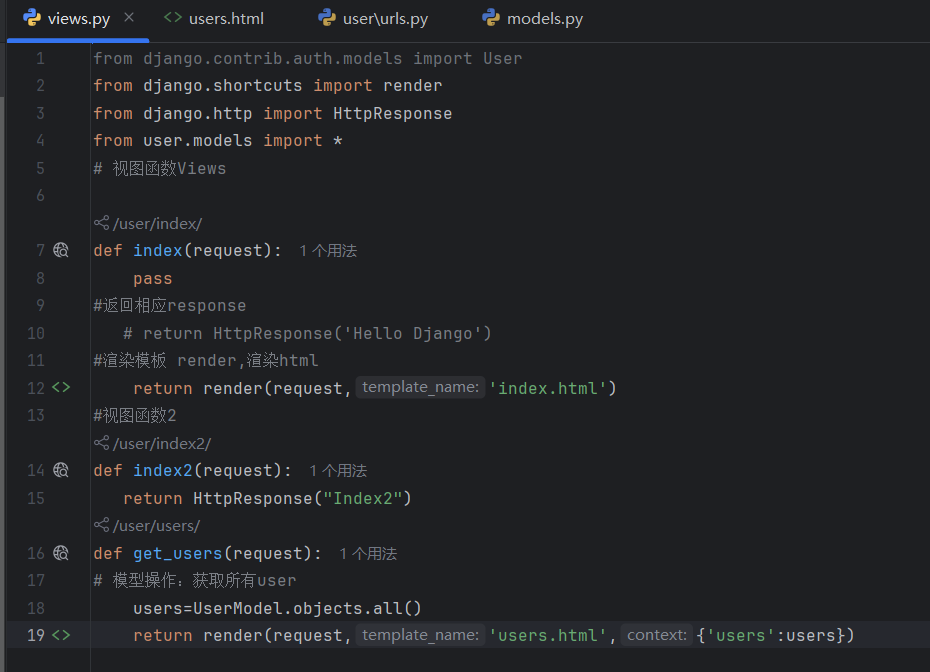 views.py × <> users.html user\urls.py models.py
1 from django.contrib.auth.models import User
2 from django.shortcuts import render
3 from django.http import HttpResponse
4 from user.models import *
5 # 视图函数Views
6
/user/index/
7 def index(request): 1 个用法
8 pass
9 #返回相应response
10 # return HttpResponse('Hello Django')
11 #渲染模板 render,渲染html
12 <> return render(request, template_name: 'index.html')
13 #视图函数2
/user/index2/
14 def index2(request): 1 个用法
15 return HttpResponse("Index2")
/user/users/
16 def get_users(request): 1 个用法
17 # 模型操作：获取所有user
18 users=UserModel.objects.all()
19 <> return render(request, template_name: 'users.html', context: {'users':users})